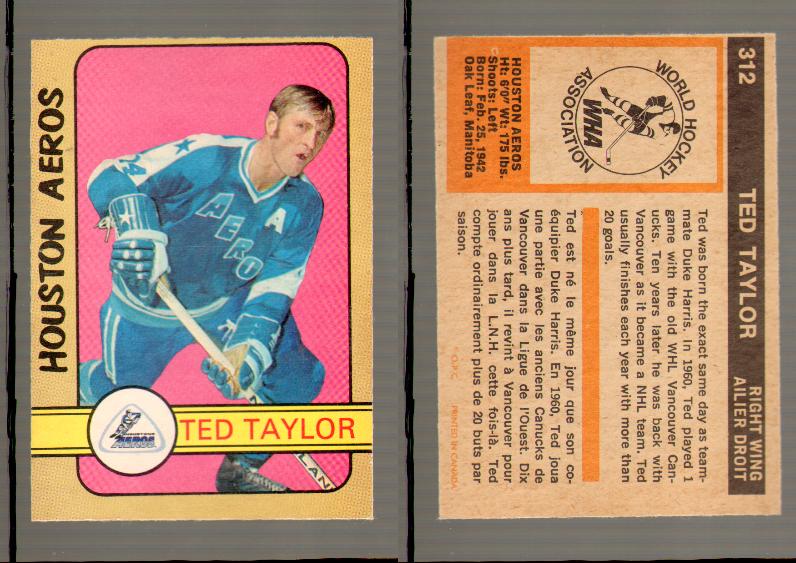 HOUSTON AEROS
24
A
AERO
AEROS
TED TAYLOR
LAN
312
TED TAYLOR
RIGHT WING
AILIER DROIT
WORLD HOCKEY
ASSOCIATION
WHA
HOUSTON AEROS
Ht: 6'0" Wt: 175 lbs.
Shoots: Left
Born: Feb. 25, 1942
Oak Leaf, Manitoba
Ted was born the exact same day as team-
mate Duke Harris. In 1960, Ted played 1
game with the old WHL Vancouver Can-
ucks. Ten years later he was back with
Vancouver as it became a NHL team. Ted
usually finishes each year with more than
20 goals.
Ted est né le même jour que son co-
équipier Duke Harris. En 1960, Ted joua
une partie avec les anciens Canucks de
Vancouver dans la Ligue de l'Ouest. Dix
ans plus tard, il revint à Vancouver pour
jouer dans la L.N.H. cette fois-là. Ted
compte ordinairement plus de 20 buts par
saison.
© O.P.C. PRINTED IN CANADA